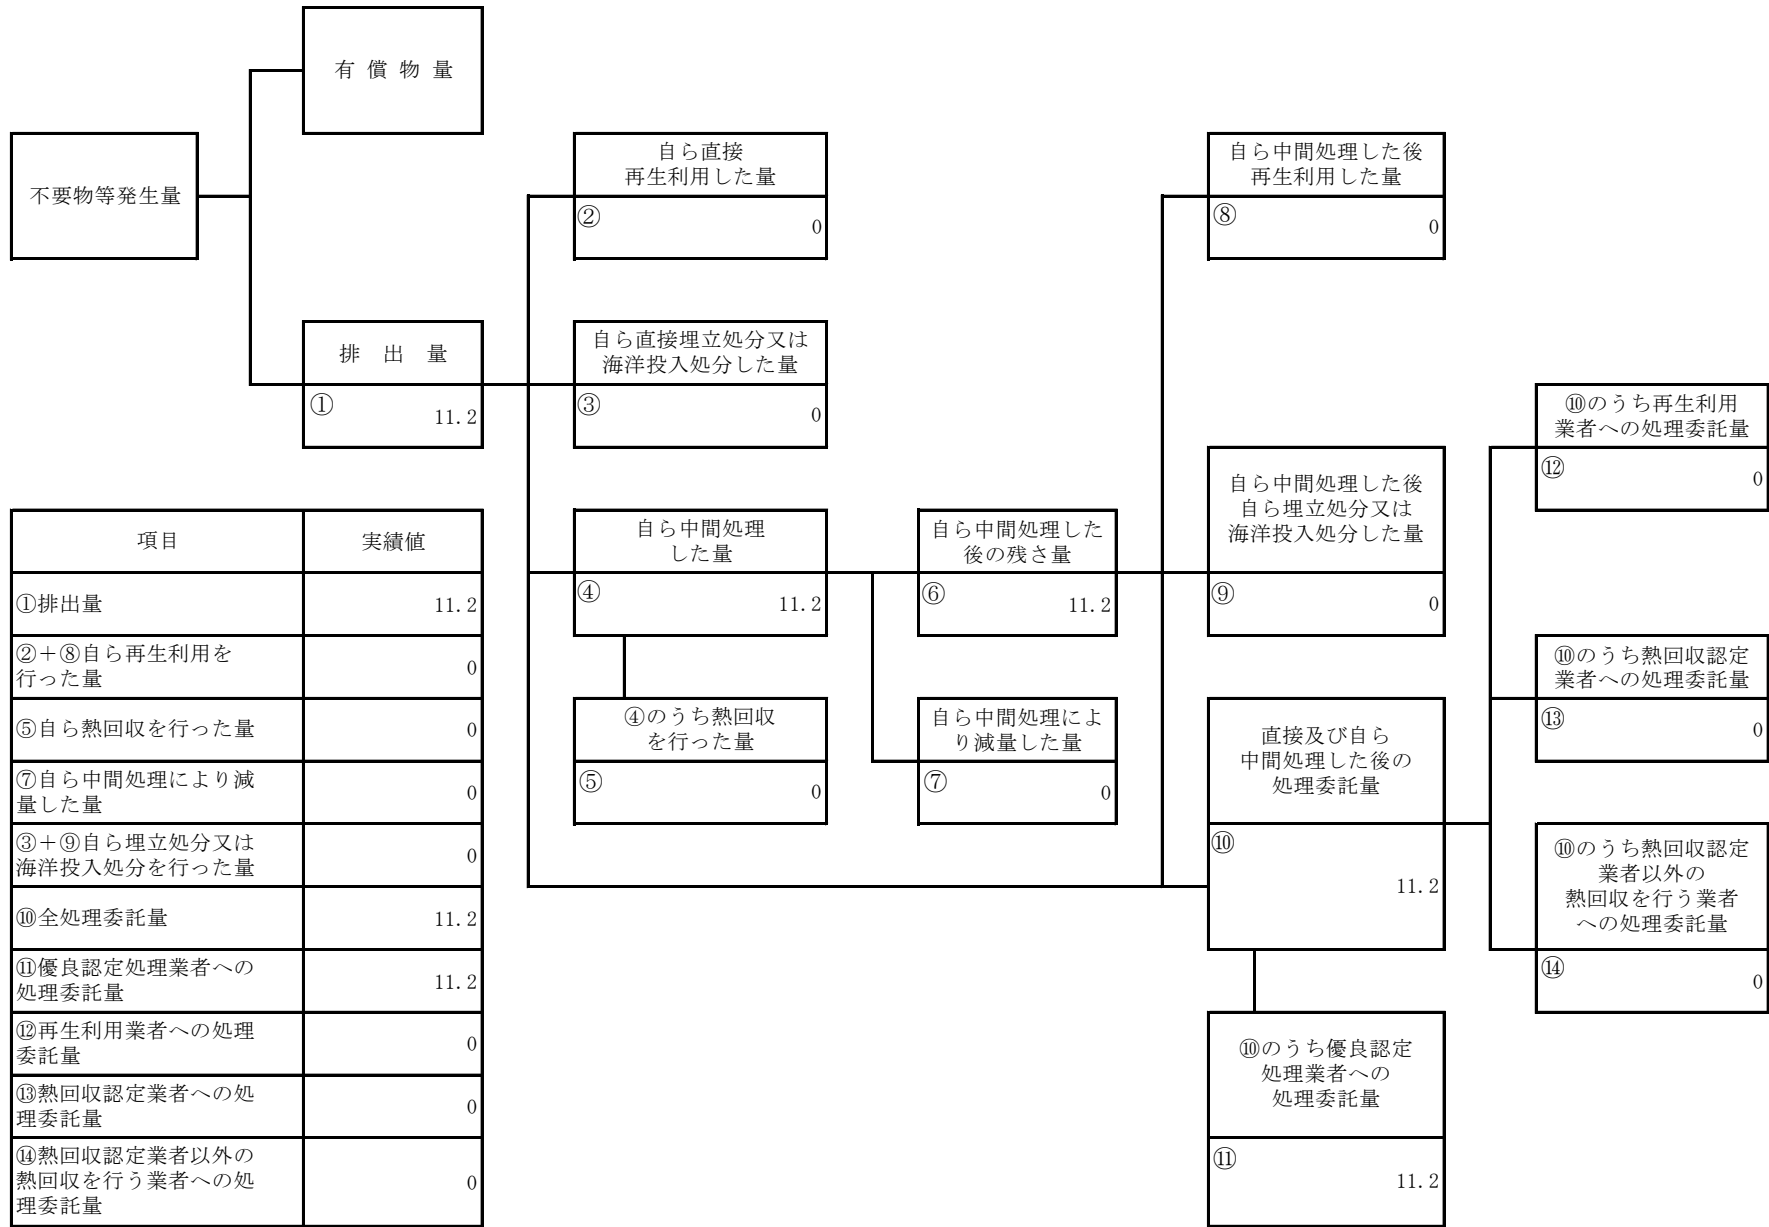 有 償 物 量
不要物等発生量
自ら直接
再生利用した量
② 0
自ら中間処理した後
再生利用した量
⑧ 0
排 出 量
① 11.2
自ら直接埋立処分又は
海洋投入処分した量
③ 0
⑩のうち再生利用
業者への処理委託量
⑫ 0
自ら中間処理
した量
④ 11.2
自ら中間処理した
後の残さ量
⑥ 11.2
自ら中間処理した後
自ら埋立処分又は
海洋投入処分した量
⑨ 0
⑩のうち熱回収認定
業者への処理委託量
⑬ 0
④のうち熱回収
を行った量
⑤ 0
自ら中間処理によ
り減量した量
⑦ 0
直接及び自ら
中間処理した後の
処理委託量
⑩ 11.2
⑩のうち熱回収認定
業者以外の
熱回収を行う業者
への処理委託量
⑭ 0
⑩のうち優良認定
処理業者への
処理委託量
⑪ 11.2
項目 実績値
①排出量 11.2
②+⑧自ら再生利用を
行った量 0
⑤自ら熱回収を行った量 0
⑦自ら中間処理により減
量した量 0
③+⑨自ら埋立処分又は
海洋投入処分を行った量 0
⑩全処理委託量 11.2
⑪優良認定処理業者への
処理委託量 11.2
⑫再生利用業者への処理
委託量 0
⑬熱回収認定業者への処
理委託量 0
⑭熱回収認定業者以外の
熱回収を行う業者への処
理委託量 0